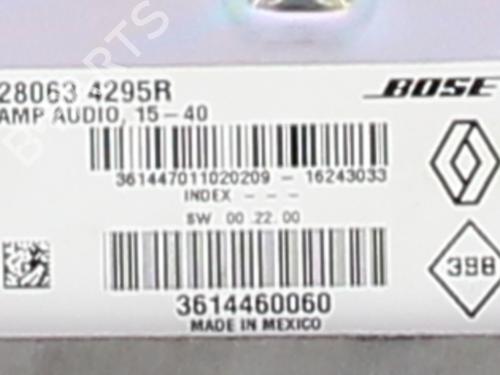 28063 4295R
BOSE
AMP AUDIO, 15-40
361447011020209 - 16243033
INDEX - - -
SW 00.22.00
398
3614460060
MADE IN MEXICO
PARTS